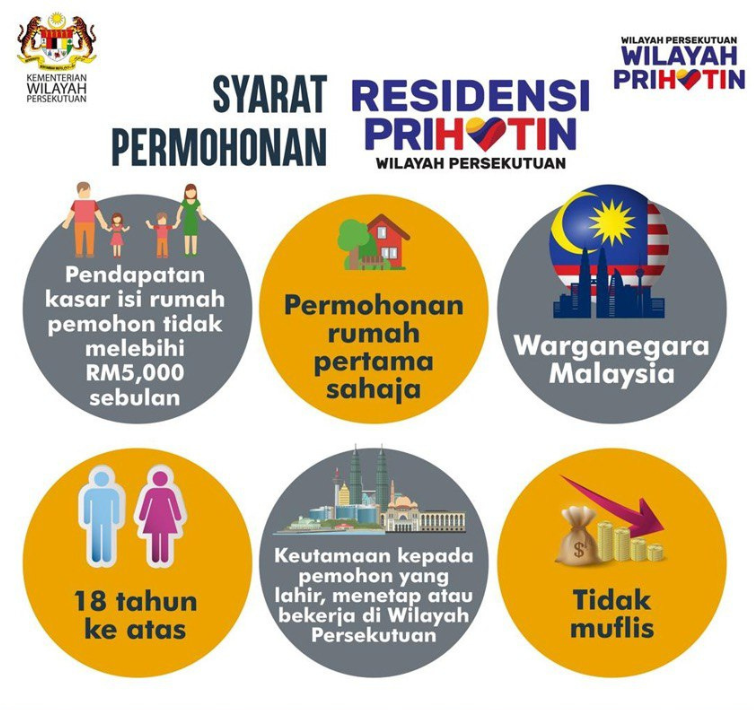 KEMENTERIAN
WILAYAH
PERSEKUTUAN
WILAYAH PERSEKUTUAN
WILAYAH
PRIHATIN
SYARAT
PERMOHONAN
RESIDENSI
PRIHATIN
WILAYAH PERSEKUTUAN
Pendapatan
kasar isi rumah
pemohon tidak
melebihi
RM5,000
sebulan
Permohonan
rumah
pertama
sahaja
Warganegara
Malaysia
18 tahun
ke atas
Keutamaan kepada
pemohon yang
lahir, menetap atau
bekerja di Wilayah
Persekutuan
$
Tidak
muflis